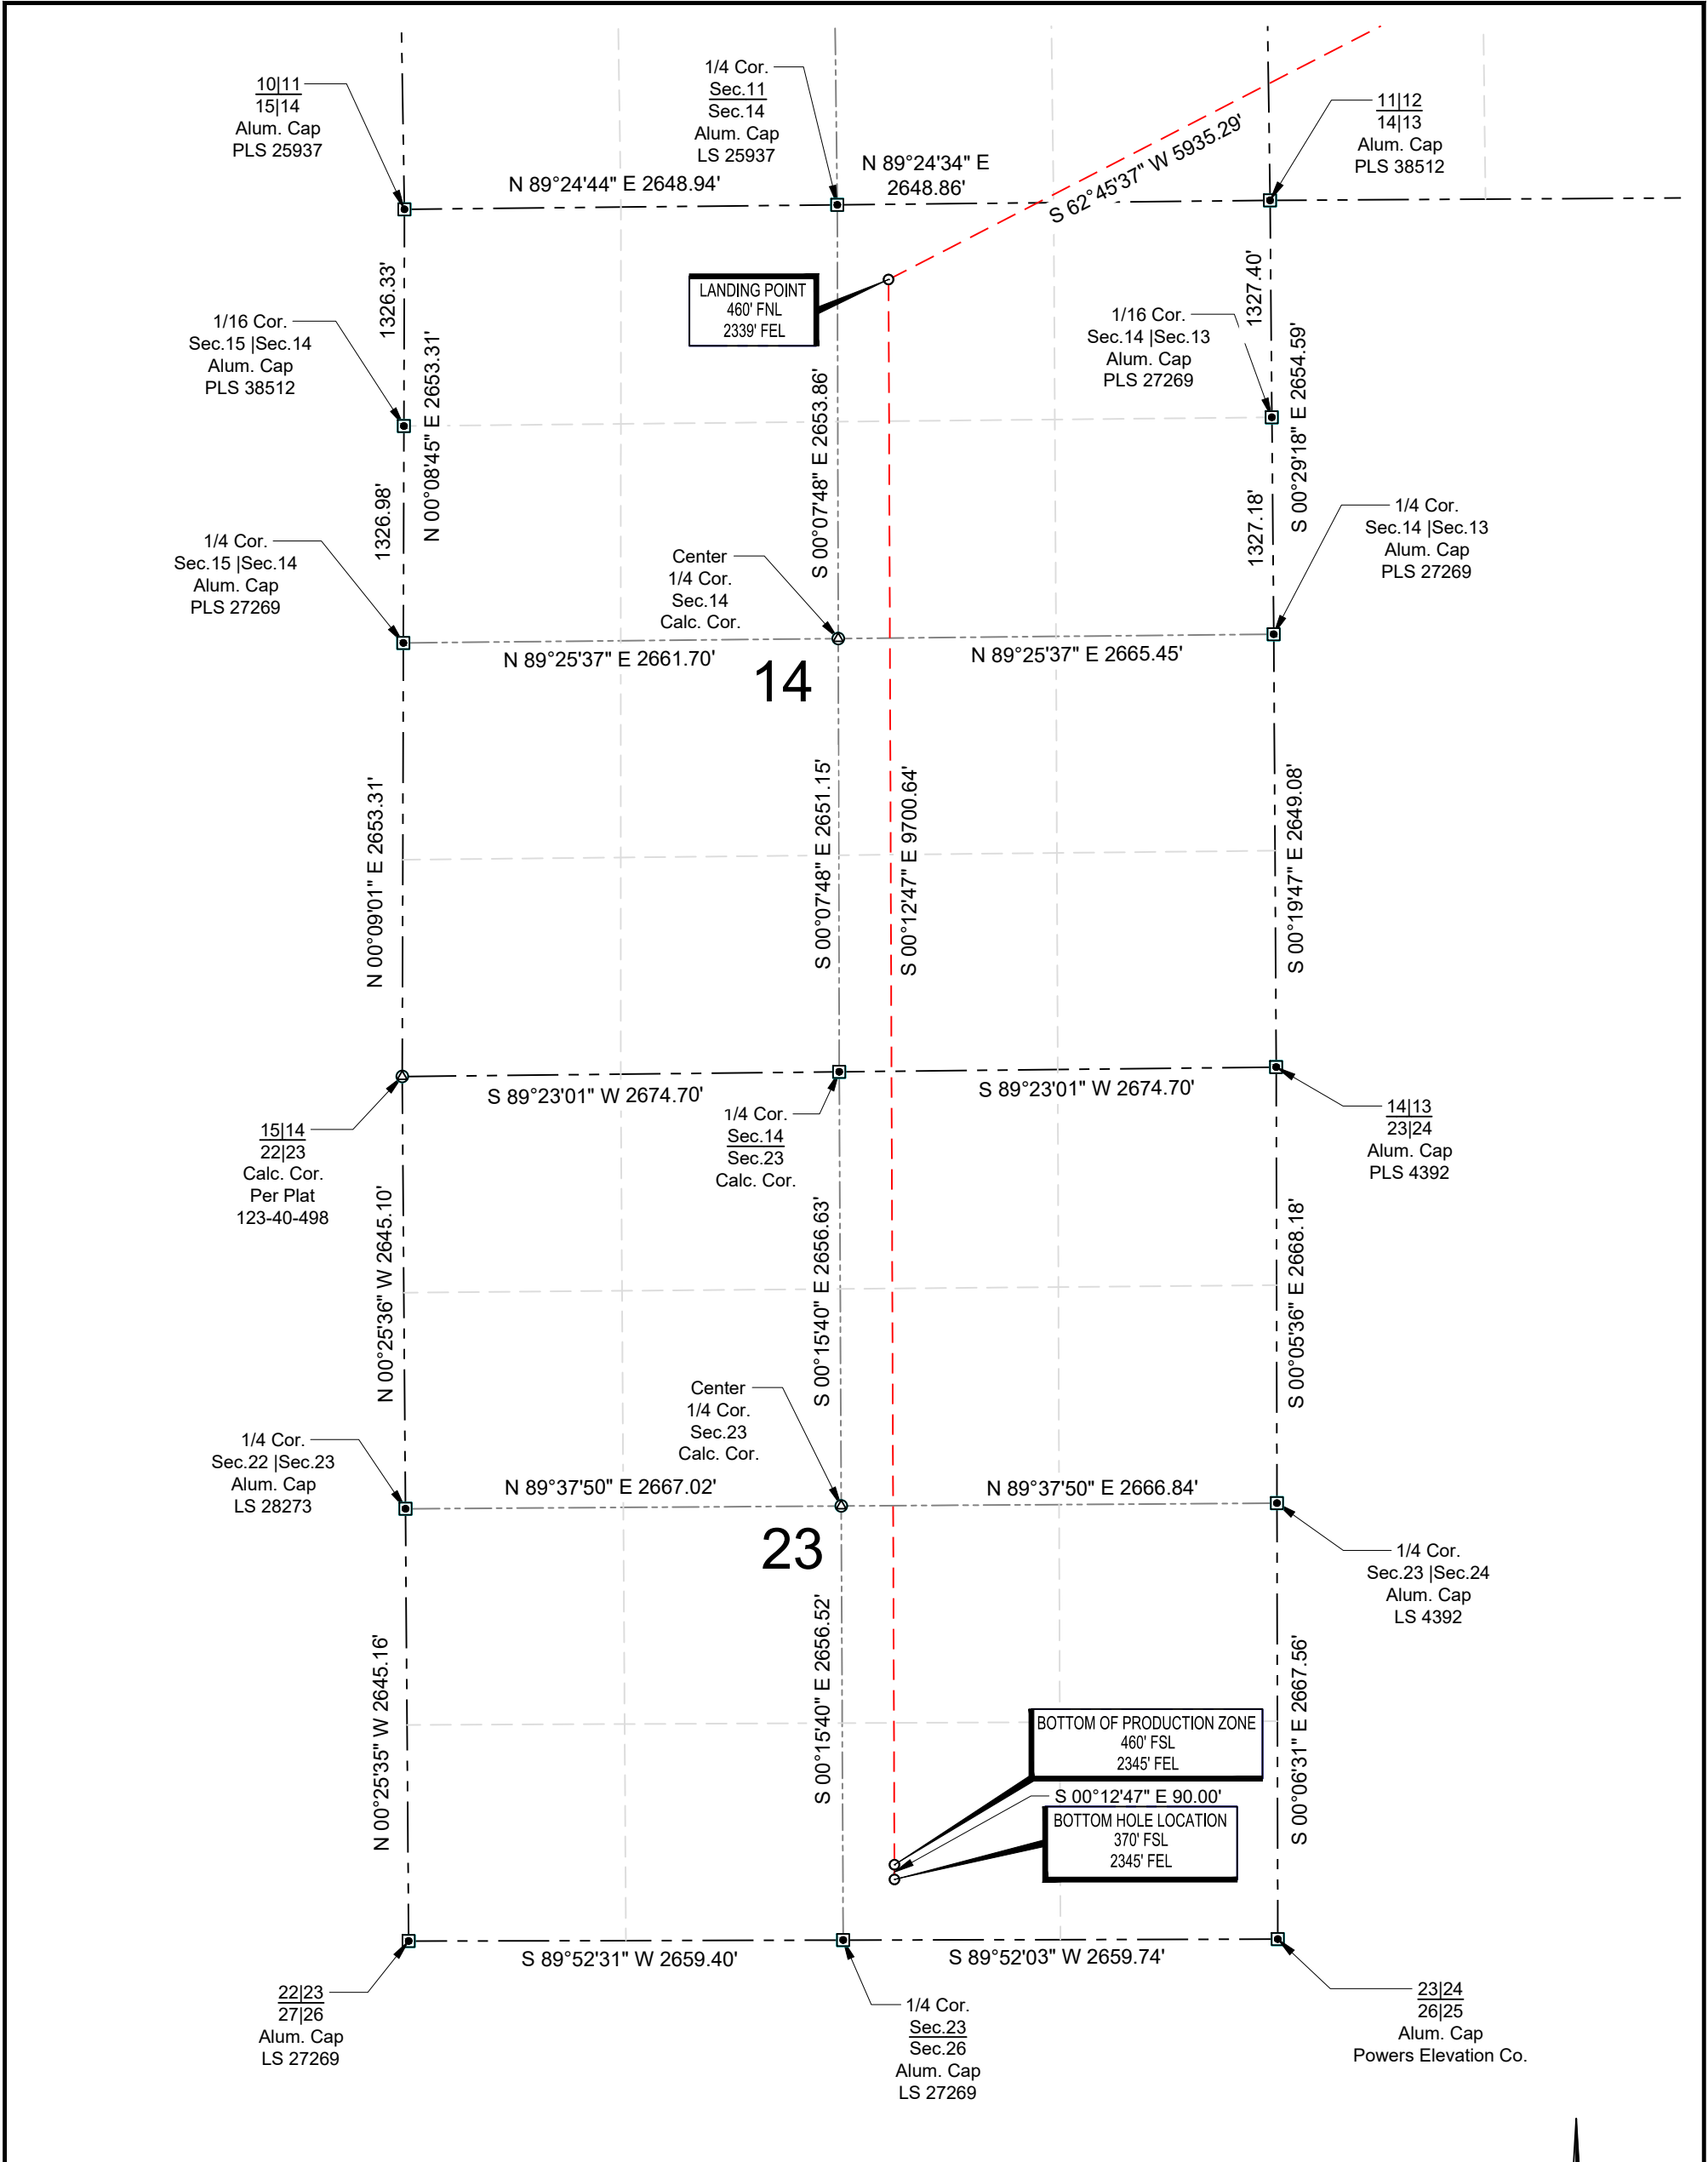 10|11
15|14
Alum. Cap
PLS 25937
1/4 Cor.
Sec.11
Sec.14
Alum. Cap
LS 25937
11|12
14|13
Alum. Cap
PLS 38512
N 89°24'44" E 2648.94'
N 89°24'34" E
2648.86'
S 62°45'37" W 5935.29'
LANDING POINT
460' FNL
2339' FEL
1326.33'
1327.40'
1/16 Cor.
Sec.15 |Sec.14
Alum. Cap
PLS 38512
1/16 Cor.
Sec.14 |Sec.13
Alum. Cap
PLS 27269
N 00°08'45" E 2653.31'
S 00°07'48" E 2653.86'
S 00°29'18" E 2654.59'
1326.98'
1327.18'
1/4 Cor.
Sec.15 |Sec.14
Alum. Cap
PLS 27269
Center
1/4 Cor.
Sec.14
Calc. Cor.
1/4 Cor.
Sec.14 |Sec.13
Alum. Cap
PLS 27269
N 89°25'37" E 2661.70'
N 89°25'37" E 2665.45'
14
N 00°09'01" E 2653.31'
S 00°07'48" E 2651.15'
S 00°12'47" E 9700.64'
S 00°19'47" E 2649.08'
S 89°23'01" W 2674.70'
S 89°23'01" W 2674.70'
15|14
22|23
Calc. Cor.
Per Plat
123-40-498
1/4 Cor.
Sec.14
Sec.23
Calc. Cor.
14|13
23|24
Alum. Cap
PLS 4392
N 00°25'36" W 2645.10'
S 00°15'40" E 2656.63'
S 00°05'36" E 2668.18'
1/4 Cor.
Sec.22 |Sec.23
Alum. Cap
LS 28273
Center
1/4 Cor.
Sec.23
Calc. Cor.
N 89°37'50" E 2667.02'
N 89°37'50" E 2666.84'
23
1/4 Cor.
Sec.23 |Sec.24
Alum. Cap
LS 4392
N 00°25'35" W 2645.16'
S 00°15'40" E 2656.52'
S 00°06'31" E 2667.56'
BOTTOM OF PRODUCTION ZONE
460' FSL
2345' FEL
S 00°12'47" E 90.00'
BOTTOM HOLE LOCATION
370' FSL
2345' FEL
S 89°52'31" W 2659.40'
S 89°52'03" W 2659.74'
22|23
27|26
Alum. Cap
LS 27269
1/4 Cor.
Sec.23
Sec.26
Alum. Cap
LS 27269
23|24
26|25
Alum. Cap
Powers Elevation Co.